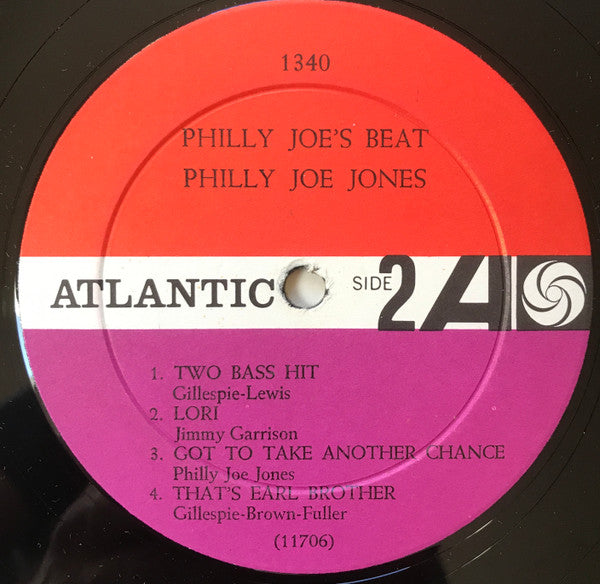 1340
PHILLY JOE'S BEAT
PHILLY JOE JONES
ATLANTIC SIDE 2 A
1. TWO BASS HIT
Gillespie-Lewis
2. LORI
Jimmy Garrison
3. GOT TO TAKE ANOTHER CHANCE
Philly Joe Jones
4. THAT'S EARL BROTHER
Gillespie-Brown-Fuller
(11706)